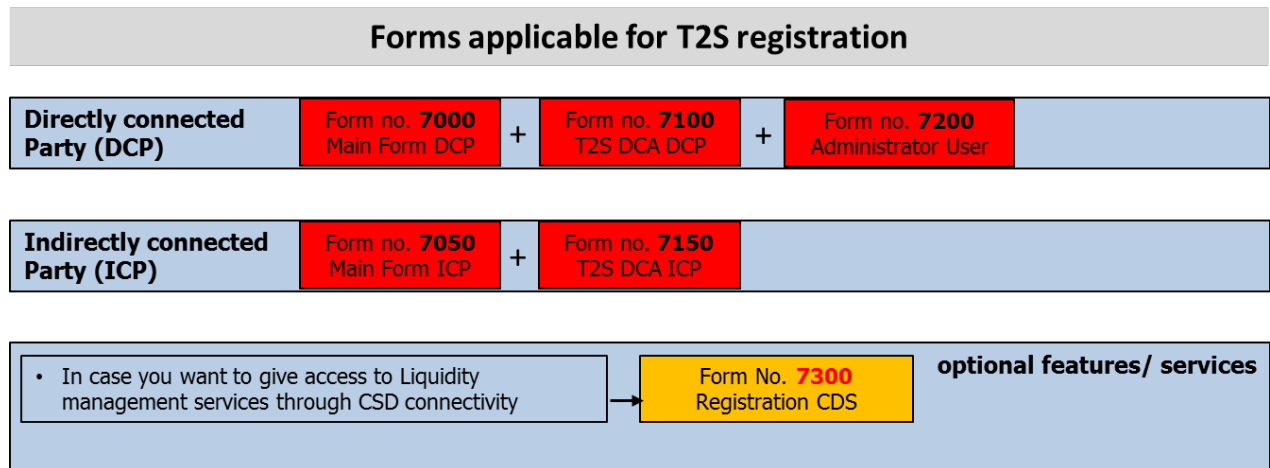 Forms applicable for T2S registration
Directly connected
Party (DCP)
Form no. 7000
Main Form DCP
+
Form no. 7100
T2S DCA DCP
+
Form no. 7200
Administrator User
Indirectly connected
Party (ICP)
Form no. 7050
Main Form ICP
+
Form no. 7150
T2S DCA ICP
• In case you want to give access to Liquidity
management services through CSD connectivity
Form No. 7300
Registration CDS
optional features/ services